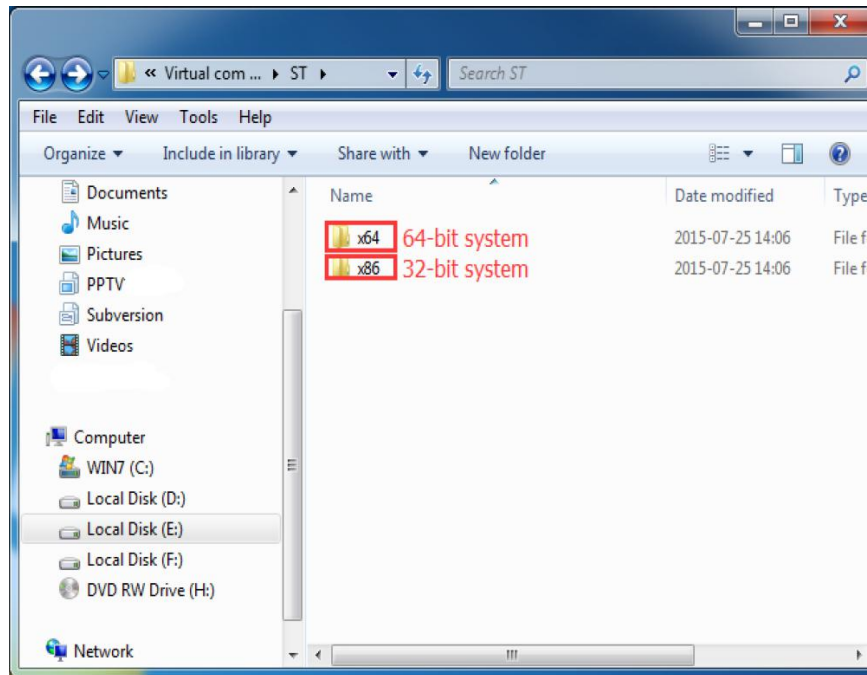 « Virtual com ... ▸ ST ▸
Search ST
File Edit View Tools Help
Organize Include in library Share with New folder
Documents
Music
Pictures
PPTV
Subversion
Videos
Computer
WIN7 (C:)
Local Disk (D:)
Local Disk (E:)
Local Disk (F:)
DVD RW Drive (H:)
Network
Name Date modified Type
x64 64-bit system 2015-07-25 14:06 File f
x86 32-bit system 2015-07-25 14:06 File f